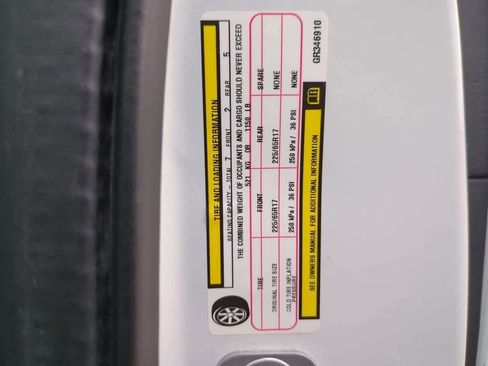 TIRE AND LOADING INFORMATION
SEATING CAPACITY - TOTAL 7 FRONT 2 REAR 5
THE COMBINED WEIGHT OF OCCUPANTS AND CARGO SHOULD NEVER EXCEED
521 KG OR 1150 LB
TIRE FRONT REAR SPARE
ORIGINAL TIRE SIZE 225/65R17 225/65R17 NONE
COLD TIRE INFLATION PRESSURE 250 kPa / 36 PSI 250 kPa / 36 PSI NONE
SEE OWNERS MANUAL FOR ADDITIONAL INFORMATION
GR346910